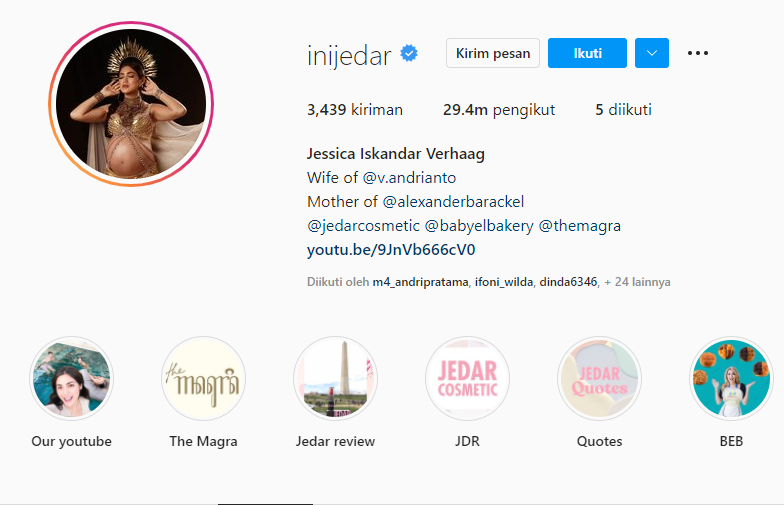 inijedar
Kirim pesan
Ikuti
3,439 kiriman 29.4m pengikut 5 diikuti
Jessica Iskandar Verhaag
Wife of @v.andrianto
Mother of @alexanderbarackel
@jedarcosmetic @babyelbakery @themagra
youtu.be/9JnVb666cV0
Diikuti oleh m4_andripratama, ifoni_wilda, dinda6346, + 24 lainnya
the
magra
JEDAR
COSMETIC
JEDAR
Quotes
Our youtube
The Magra
Jedar review
JDR
Quotes
BEB